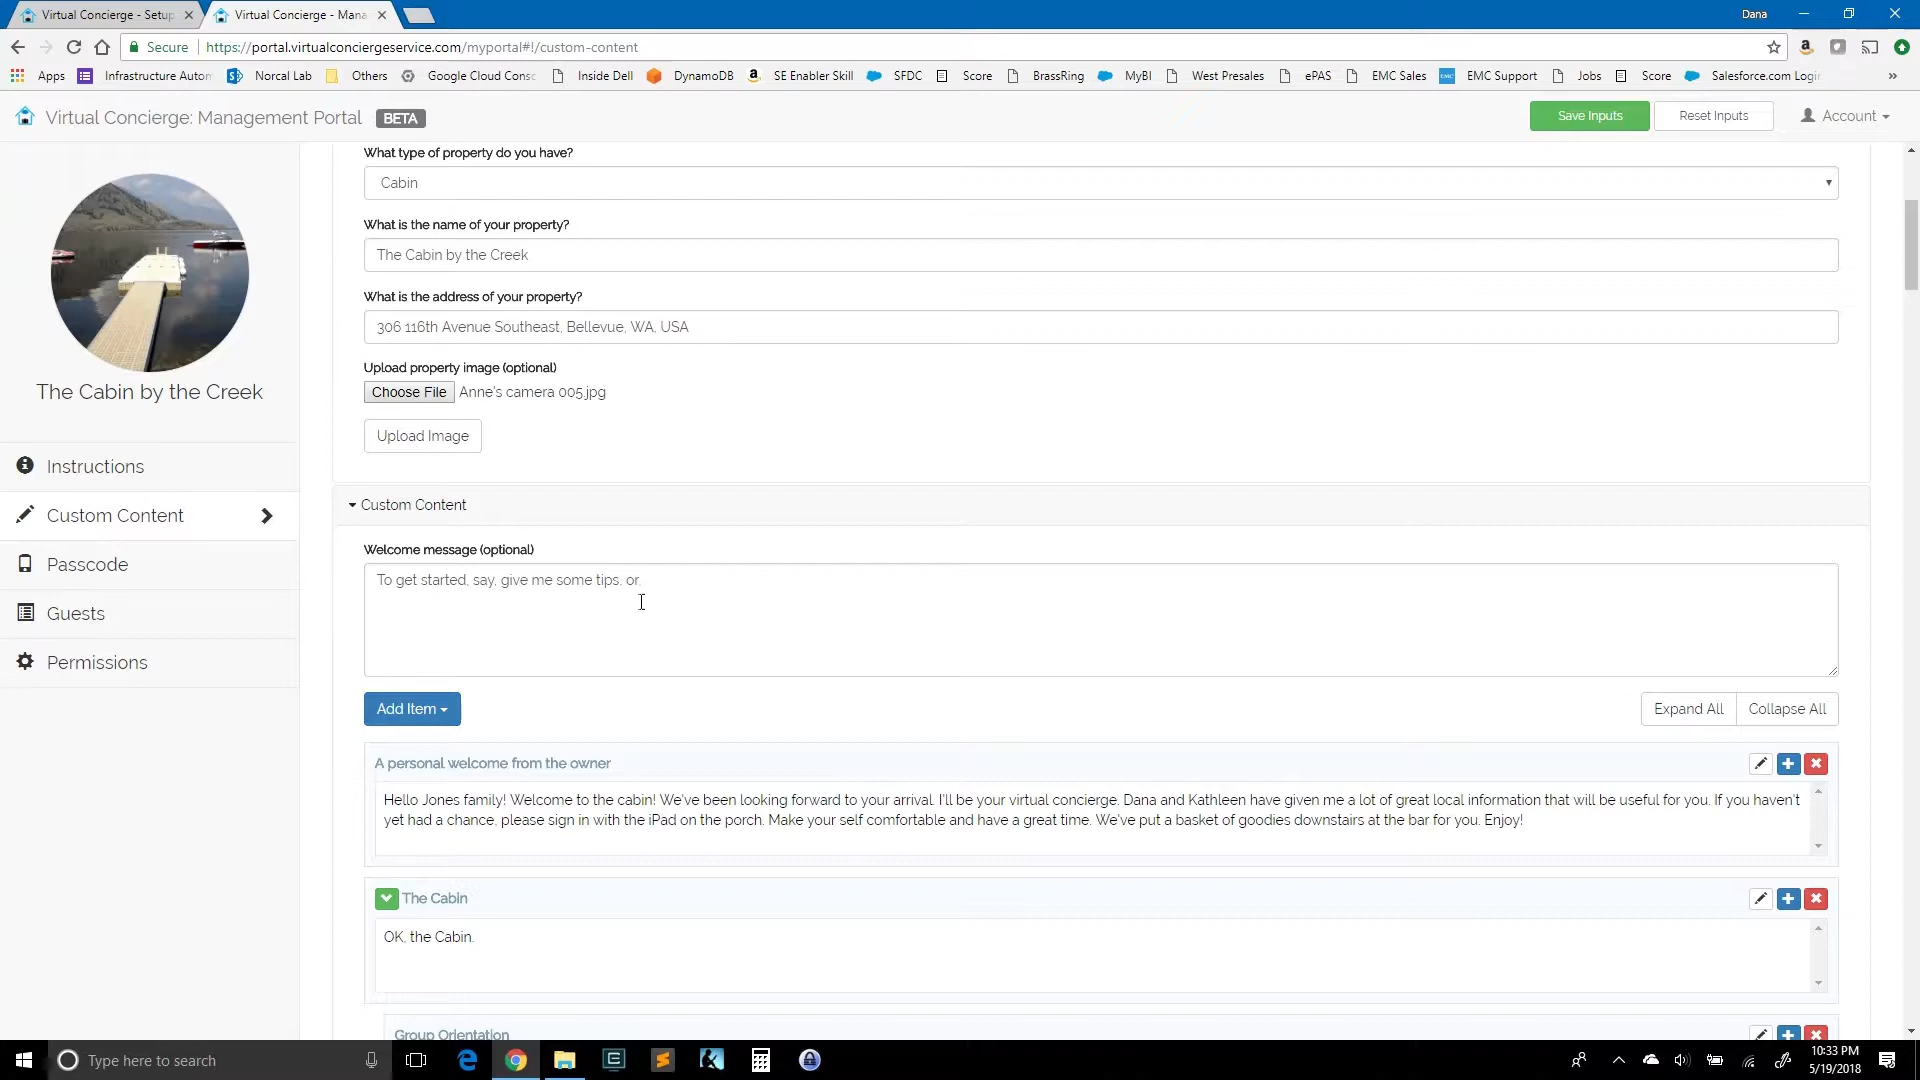 Virtual Concierge - Setup
Virtual Concierge - Mana
Dana
Secure
https://portal.virtualconciergeservice.com/myportal#!/custom-content
Apps
Infrastructure Auton
Norcal Lab
Others
Google Cloud Consc
Inside Dell
DynamoDB
SE Enabler Skill
SFDC
Score
BrassRing
MyBI
West Presales
ePAS
EMC Sales
EMC Support
Jobs
Score
Salesforce.com Login
Virtual Concierge: Management Portal
BETA
Save Inputs
Reset Inputs
Account
The Cabin by the Creek
Instructions
Custom Content
Passcode
Guests
Permissions
What type of property do you have?
Cabin
What is the name of your property?
The Cabin by the Creek
What is the address of your property?
306 116th Avenue Southeast, Bellevue, WA, USA
Upload property image (optional)
Choose File Anne's camera 005.jpg
Upload Image
Custom Content
Welcome message (optional)
To get started, say, give me some tips, or,
Add Item
Expand All
Collapse All
A personal welcome from the owner
Hello Jones family! Welcome to the cabin! We've been looking forward to your arrival. I'll be your virtual concierge. Dana and Kathleen have given me a lot of great local information that will be useful for you. If you haven't
yet had a chance, please sign in with the iPad on the porch. Make your self comfortable and have a great time. We've put a basket of goodies downstairs at the bar for you. Enjoy!
The Cabin
OK, the Cabin.
Group Orientation
Type here to search
10:33 PM
5/19/2018